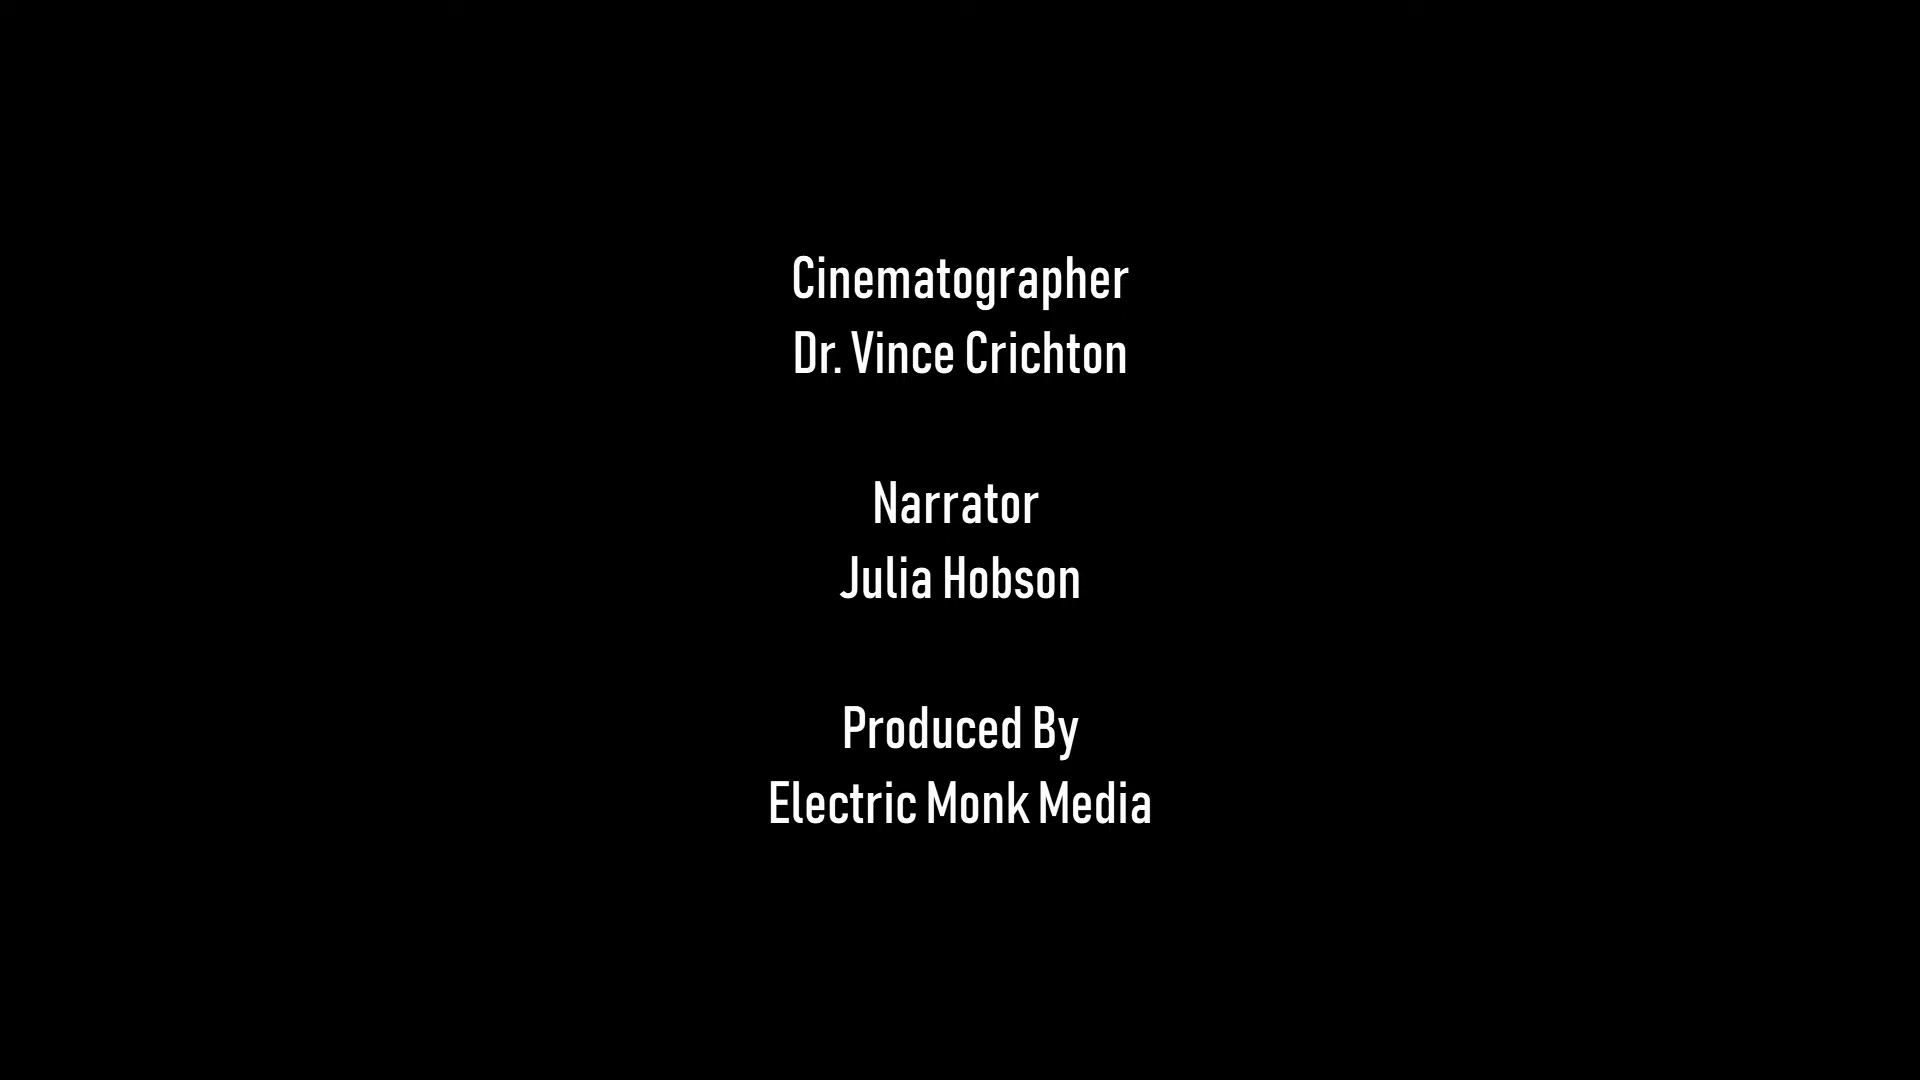 Cinematographer
Dr. Vince Crichton
Narrator
Julia Hobson
Produced By
Electric Monk Media